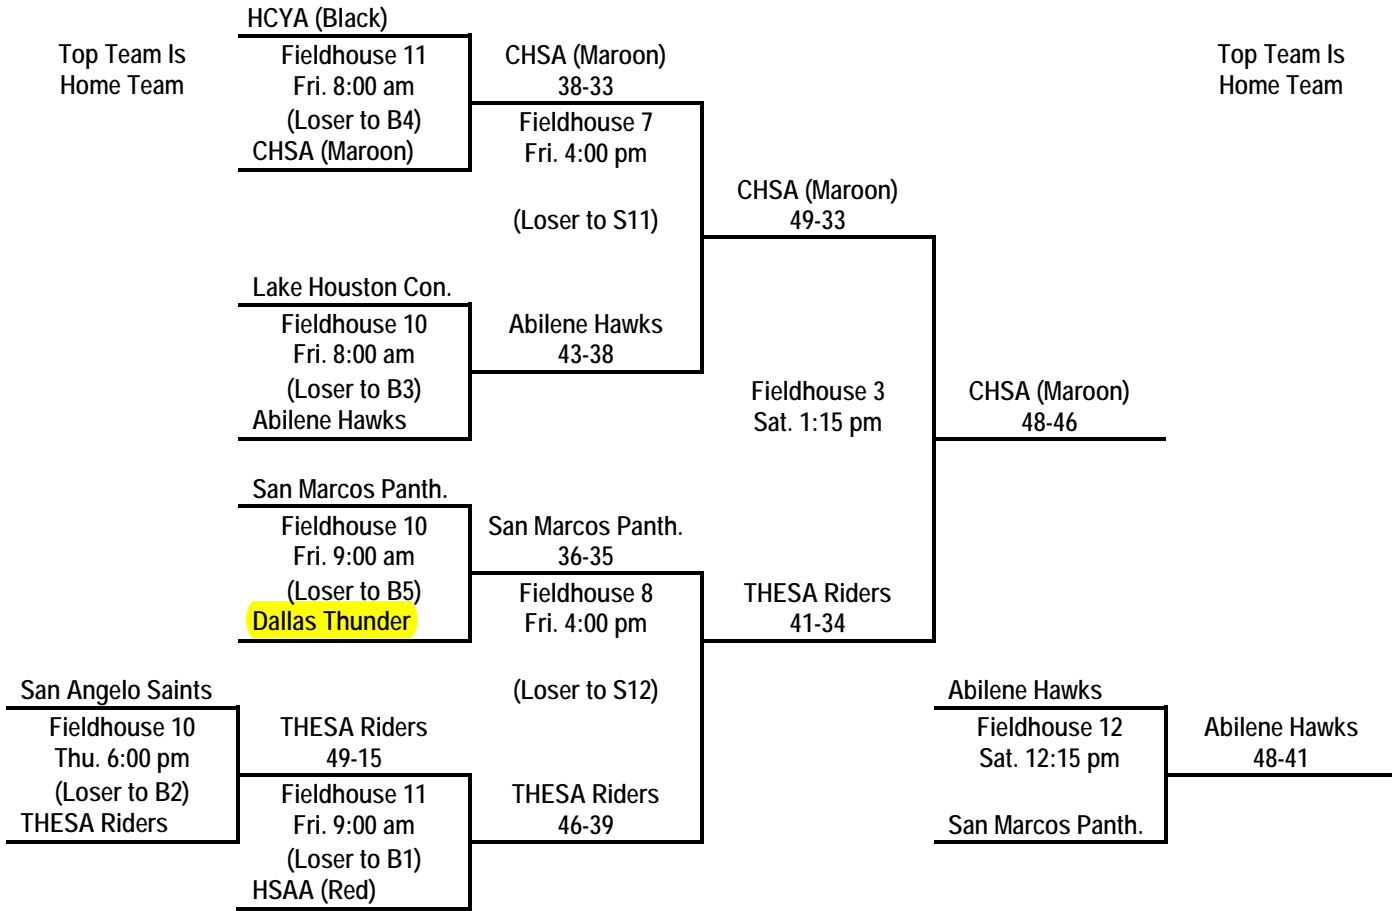 HCYA (Black)
Top Team Is
Home Team
Fieldhouse 11
Fri. 8:00 am
(Loser to B4)
CHSA (Maroon)
CHSA (Maroon)
38-33
Fieldhouse 7
Fri. 4:00 pm
(Loser to S11)
CHSA (Maroon)
49-33
Top Team Is
Home Team
Lake Houston Con.
Fieldhouse 10
Fri. 8:00 am
(Loser to B3)
Abilene Hawks
Abilene Hawks
43-38
Fieldhouse 3
Sat. 1:15 pm
CHSA (Maroon)
48-46
San Marcos Panth.
Fieldhouse 10
Fri. 9:00 am
(Loser to B5)
Dallas Thunder
San Marcos Panth.
36-35
Fieldhouse 8
Fri. 4:00 pm
(Loser to S12)
THESA Riders
41-34
San Angelo Saints
Fieldhouse 10
Thu. 6:00 pm
(Loser to B2)
THESA Riders
THESA Riders
49-15
Fieldhouse 11
Fri. 9:00 am
(Loser to B1)
HSAA (Red)
THESA Riders
46-39
Abilene Hawks
Fieldhouse 12
Sat. 12:15 pm
San Marcos Panth.
Abilene Hawks
48-41